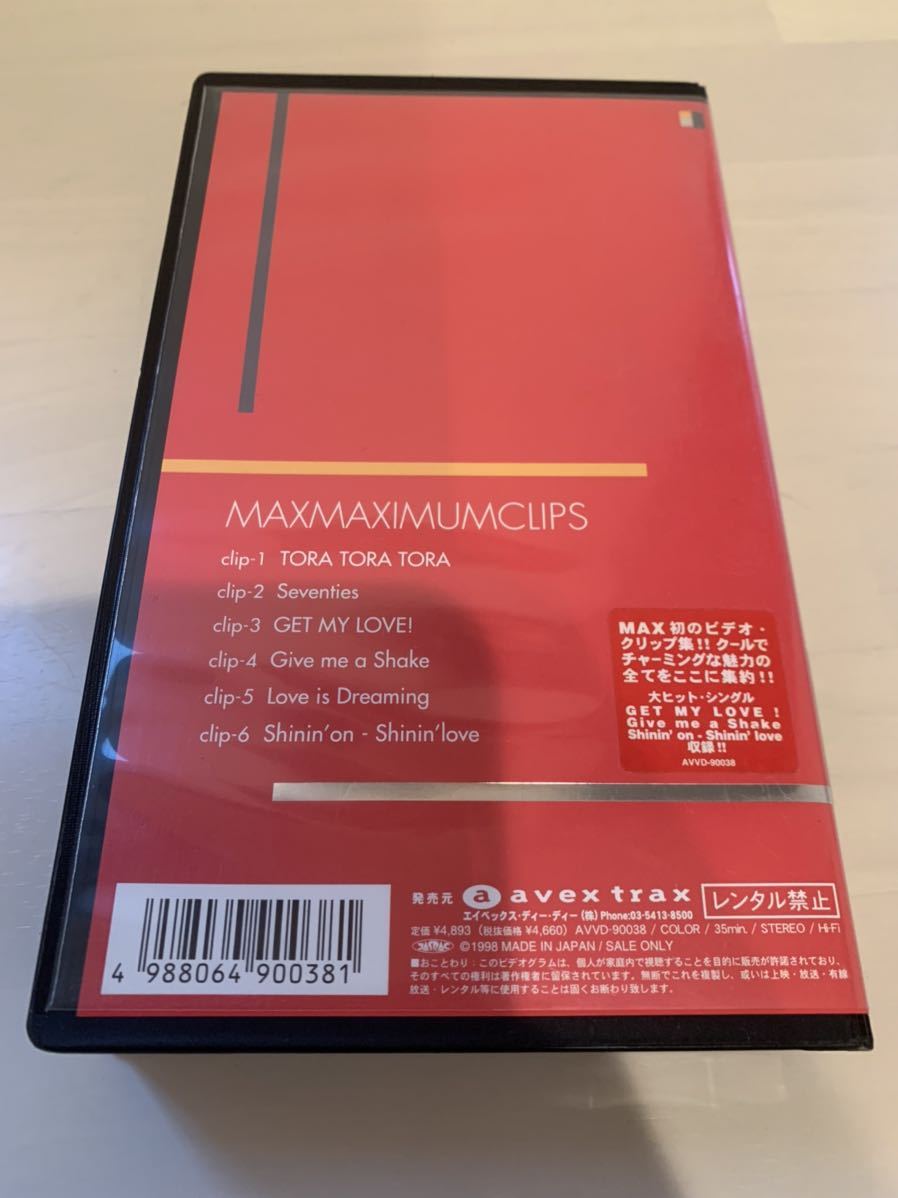 MAXMAXIMUMCLIPS
clip-1 TORA TORA TORA
clip-2 Seventies
clip-3 GET MY LOVE!
clip-4 Give me a Shake
clip-5 Love is Dreaming
clip-6 Shinin'on - Shinin'love
MAX初のビデオ・
クリップ集!! クールで
チャーミングな魅力の
全てをここに集約!!
大ヒット・シングル
GET MY LOVE !
Give me a Shake
Shinin' on - Shinin' love
収録!!
AVVD-90038
4 988064 900381
発売元 a avex trax
レンタル禁止
エイベックス・ディー・ディー(株) Phone:03-5413-8500
定価 ¥4,893 (税抜価格 ¥4,660) AVVD-90038 / COLOR / 35min. / STEREO / Hi-Fi
©1998 MADE IN JAPAN / SALE ONLY
■おことわり:このビデオグラムは、個人が家庭内で視聴することを目的に販売が許諾されており、
そのすべての権利は著作権者に留保されています。無断でこれを複製し、或いは上映・放送・有線
放送・レンタル等に使用することは固くお断わり致します。